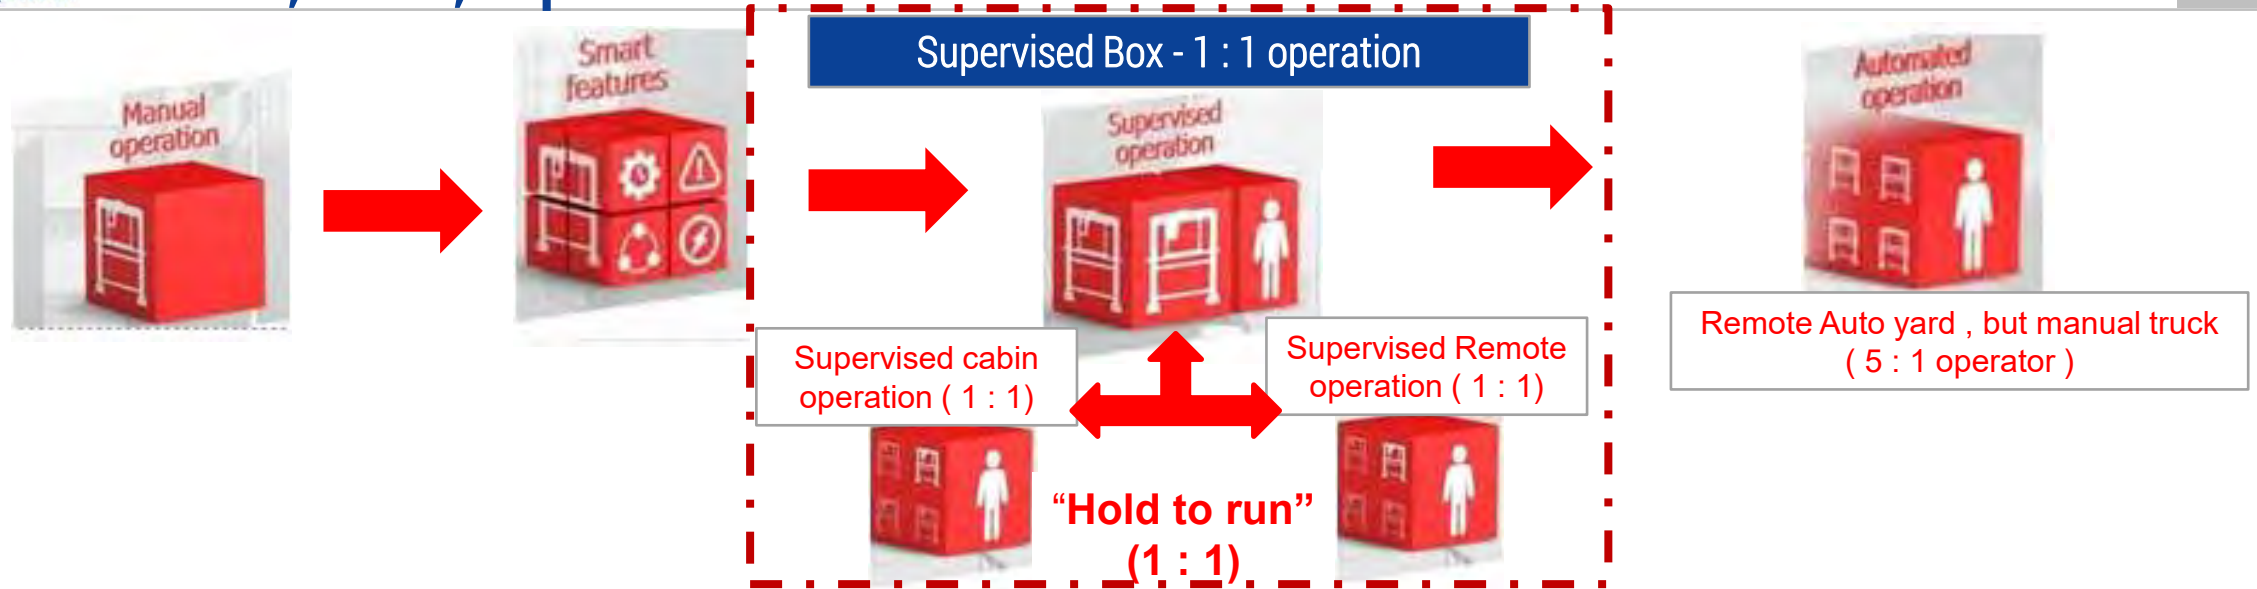 Manual
operation
Smart
features
Supervised Box - 1 : 1 operation
Supervised
operation
Automated
operation
Supervised cabin
operation ( 1 : 1)
Supervised Remote
operation ( 1 : 1)
“Hold to run”
(1 : 1)
Remote Auto yard , but manual truck
( 5 : 1 operator )